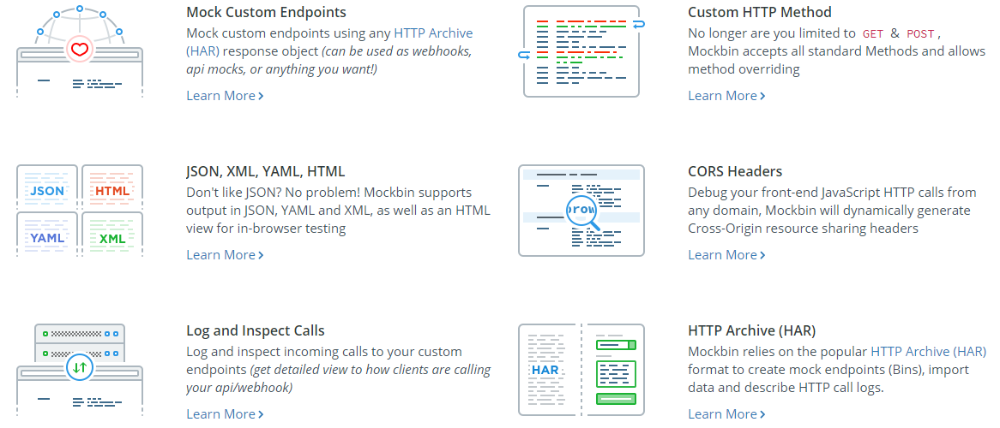 Mock Custom Endpoints
Mock custom endpoints using any HTTP Archive
(HAR) response object (can be used as webhooks,
api mocks, or anything you want!)
Learn More
Custom HTTP Method
No longer are you limited to GET & POST,
Mockbin accepts all standard Methods and allows
method overriding
Learn More
JSON
HTML
YAML
XML
JSON, XML, YAML, HTML
Don't like JSON? No problem! Mockbin supports
output in JSON, YAML and XML, as well as an HTML
view for in-browser testing
Learn More
brow
CORS Headers
Debug your front-end JavaScript HTTP calls from
any domain, Mockbin will dynamically generate
Cross-Origin resource sharing headers
Learn More
Log and Inspect Calls
Log and inspect incoming calls to your custom
endpoints (get detailed view to how clients are calling
your api/webhook)
Learn More
HAR
HTTP Archive (HAR)
Mockbin relies on the popular HTTP Archive (HAR)
format to create mock endpoints (Bins), import
data and describe HTTP call logs.
Learn More